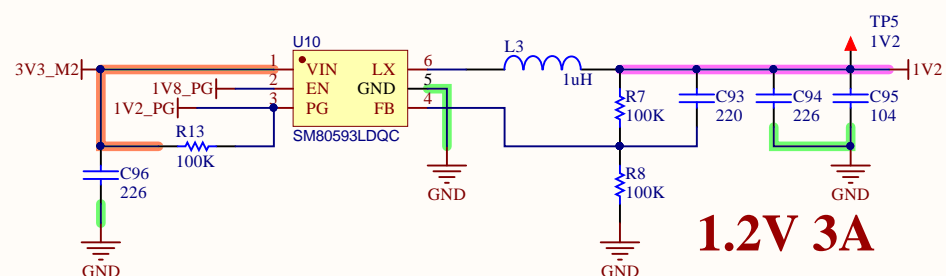 TP5
1V2
U10
L3
3V3_M2
1
VIN
LX
6
1V2
1uH
1V8_PG
2
EN
GND
5
1V2_PG
3
PG
FB
4
R7
100K
C93
220
C94
226
C95
104
SM80593LDQC
R13
100K
C96
226
R8
100K
GND
GND
1.2V 3A
GND
GND